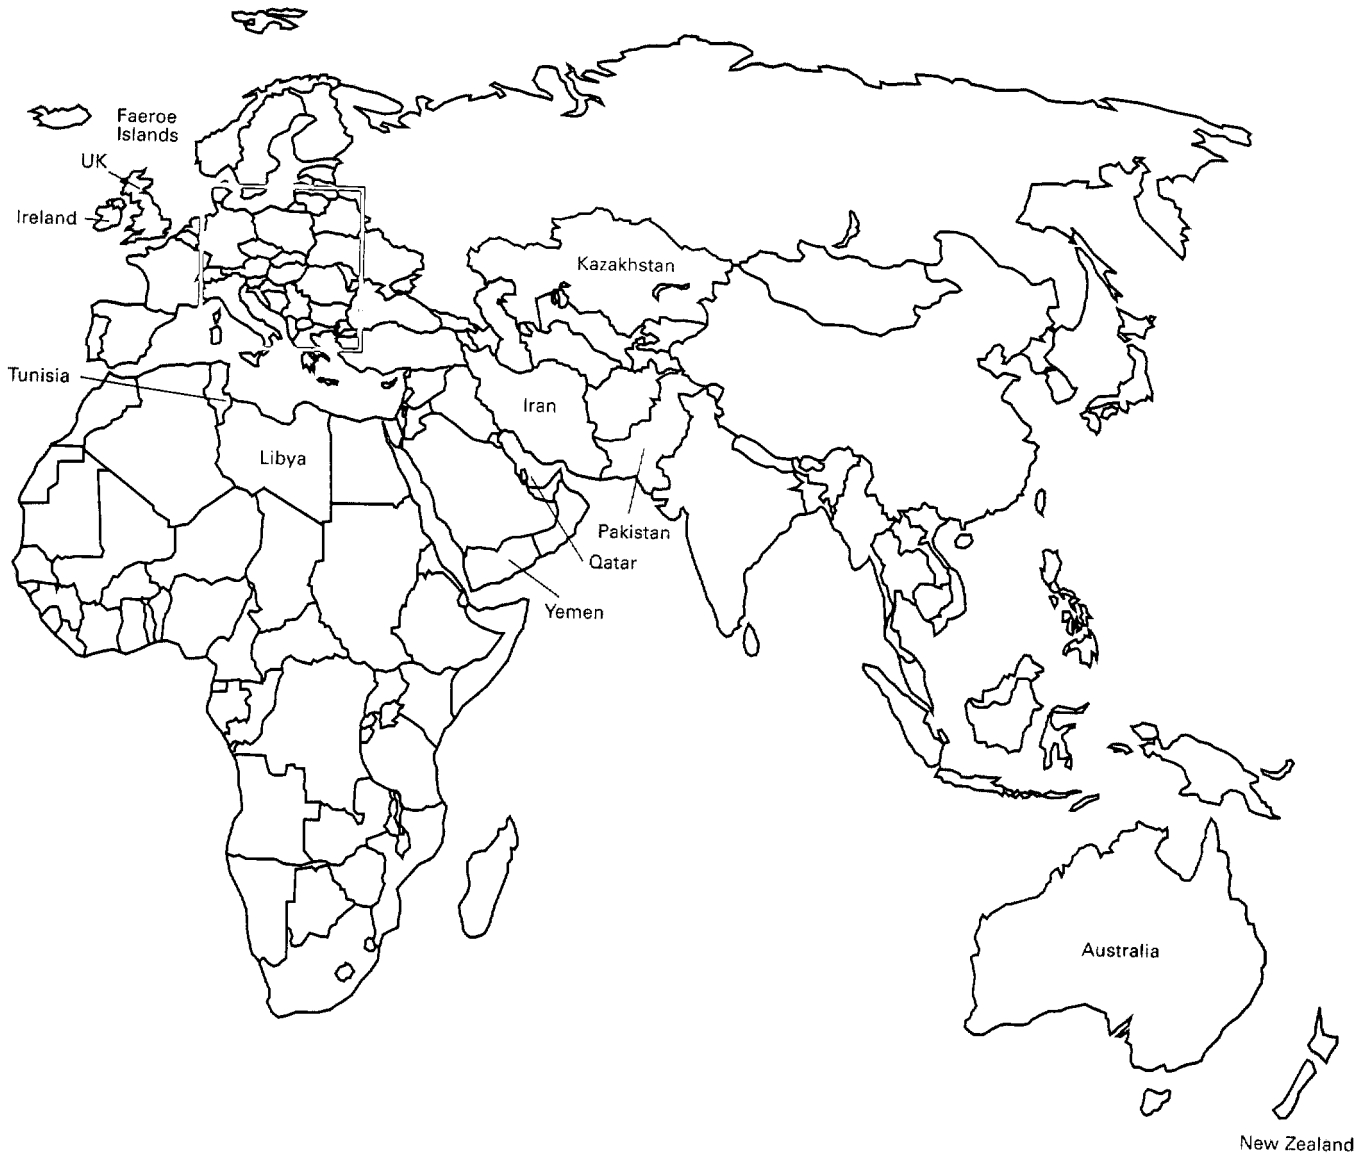 Faeroe
Islands
UK
Ireland
Kazakhstan
Tunisia
Iran
Libya
Pakistan
Qatar
Yemen
Australia
New Zealand